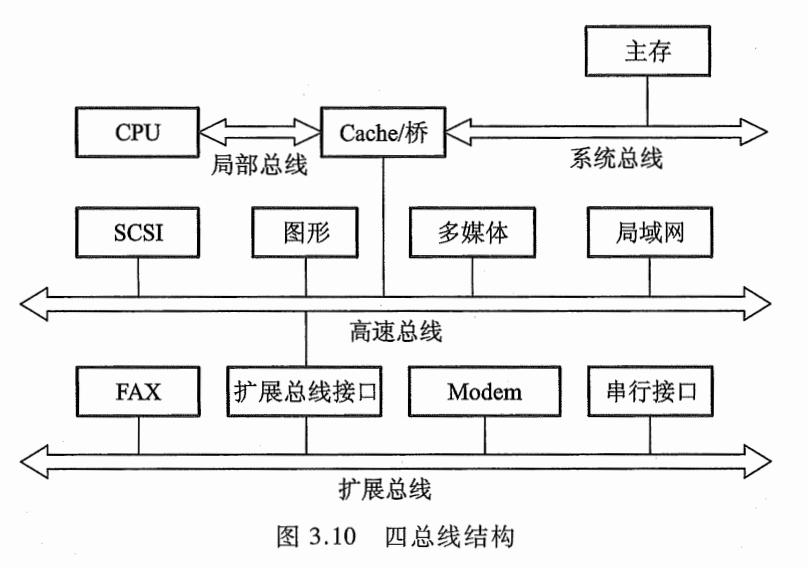 主存
CPU
Cache/桥
局部总线
系统总线
SCSI
图形
多媒体
局域网
高速总线
FAX
扩展总线接口
Modem
串行接口
扩展总线
图 3.10 四总线结构